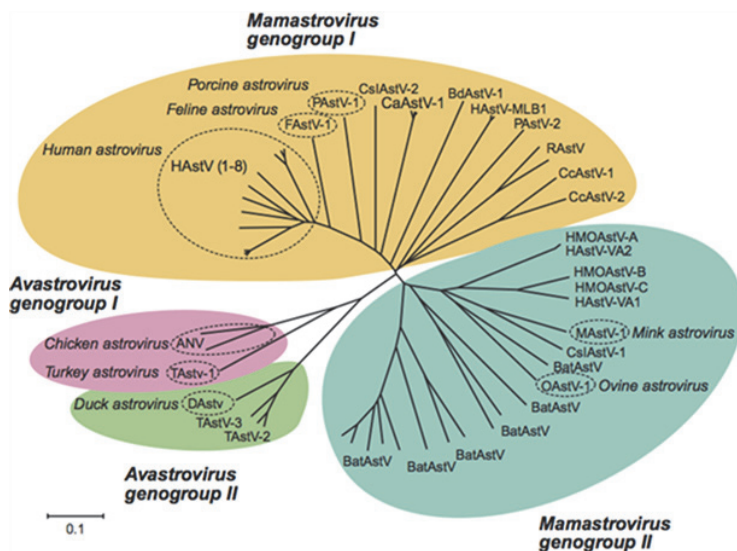 Mamastrovirus
genogroup I
Porcine astrovirus
PAstV-1
CslAstV-2
CaAstV-1
BdAstV-1
HAstV-MLB1
PAstV-2
RAstV
CcAstV-1
CcAstV-2
Feline astrovirus
FAstV-1
Human astrovirus
HAstV (1-8)
HMOAstV-A
HAstV-VA2
HMOAstV-B
HMOAstV-C
HAstV-VA1
MAstV-1
Mink astrovirus
CslAstV-1
BatAstV
OAstV-1
Ovine astrovirus
BatAstV
BatAstV
BatAstV
BatAstV
BatAstV
Avastrovirus
genogroup I
Chicken astrovirus
ANV
Turkey astrovirus
TAstv-1
Duck astrovirus
DAstv
TAstV-3
TAstV-2
Avastrovirus
genogroup II
0.1
Mamastrovirus
genogroup II